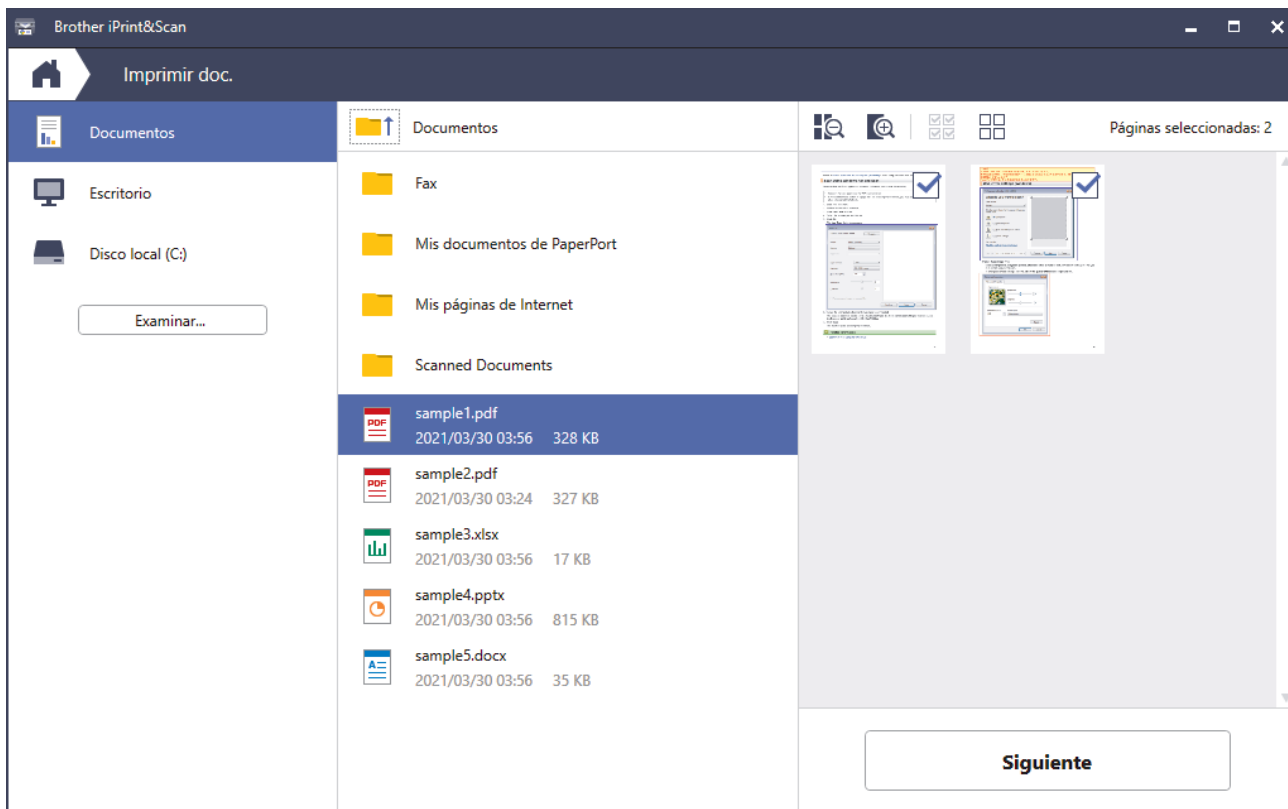 Brother iPrint&Scan
Imprimir doc.
Documentos
Escritorio
Disco local (C:)
Examinar...
Documentos
Fax
Mis documentos de PaperPort
Mis páginas de Internet
Scanned Documents
PDF
sample1.pdf
2021/03/30 03:56 328 KB
PDF
sample2.pdf
2021/03/30 03:24 327 KB
sample3.xlsx
2021/03/30 03:56 17 KB
sample4.pptx
2021/03/30 03:56 815 KB
A
sample5.docx
2021/03/30 03:56 35 KB
Páginas seleccionadas: 2
Siguiente